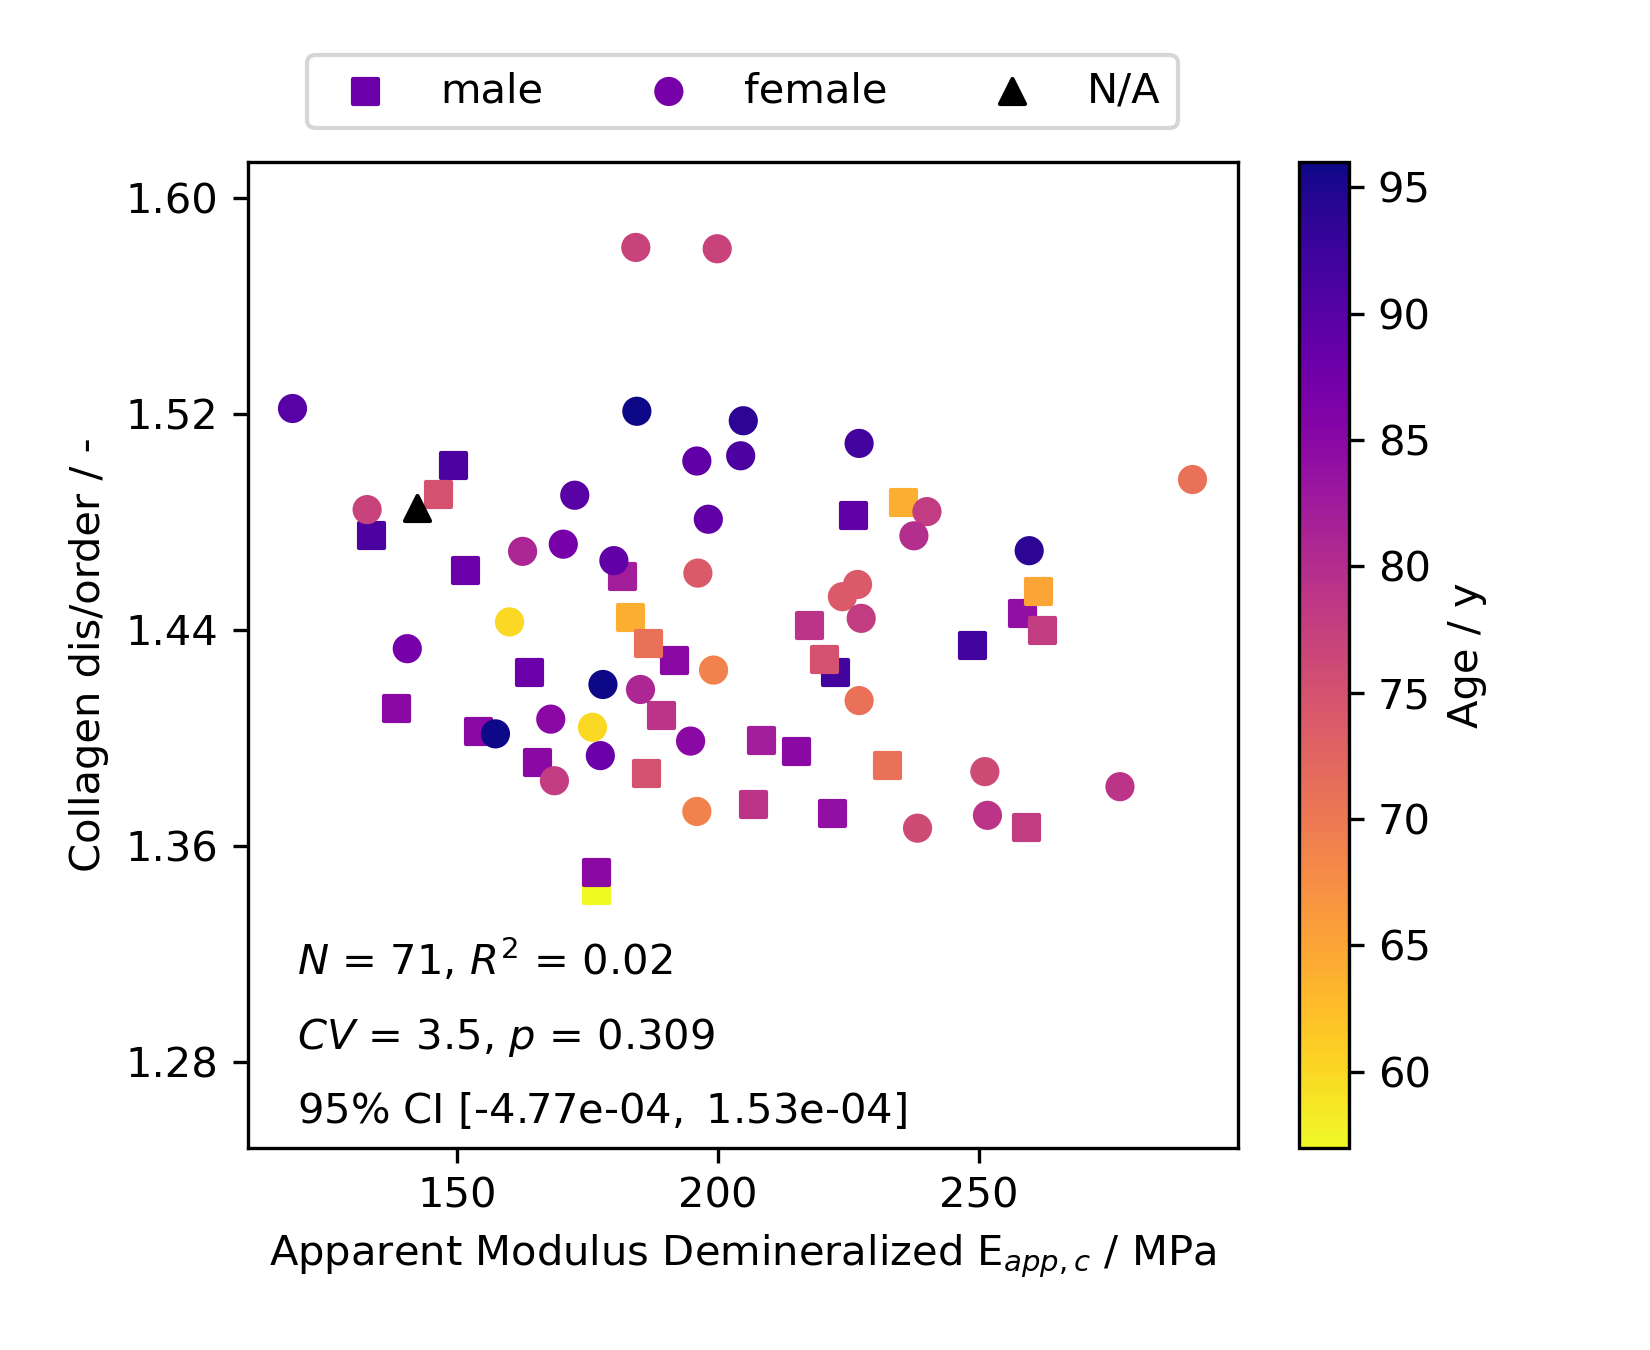 male female N/A
1.60
1.52
1.44
1.36
1.28
Collagen dis/order / -
N = 71, R² = 0.02
CV = 3.5, p = 0.309
95% CI [-4.77e-04, 1.53e-04]
150 200 250
Apparent Modulus Demineralized E_app,c / MPa
95
90
85
80
75
70
65
60
Age / y